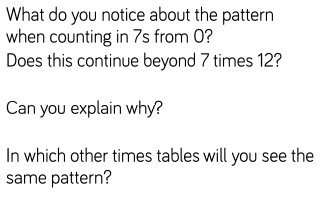 What do you notice about the pattern
when counting in 7s from 0?
Does this continue beyond 7 times 12?
Can you explain why?
In which other times tables will you see the
same pattern?